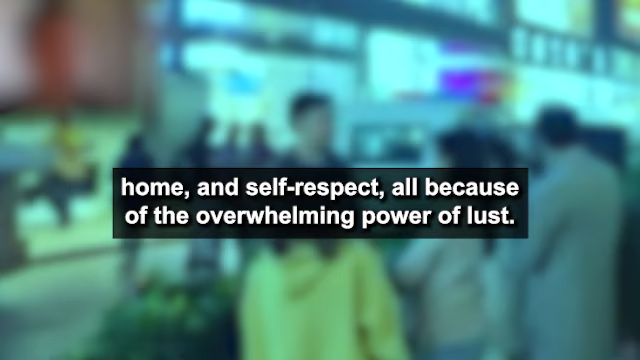 home, and self-respect, all because
of the overwhelming power of lust.